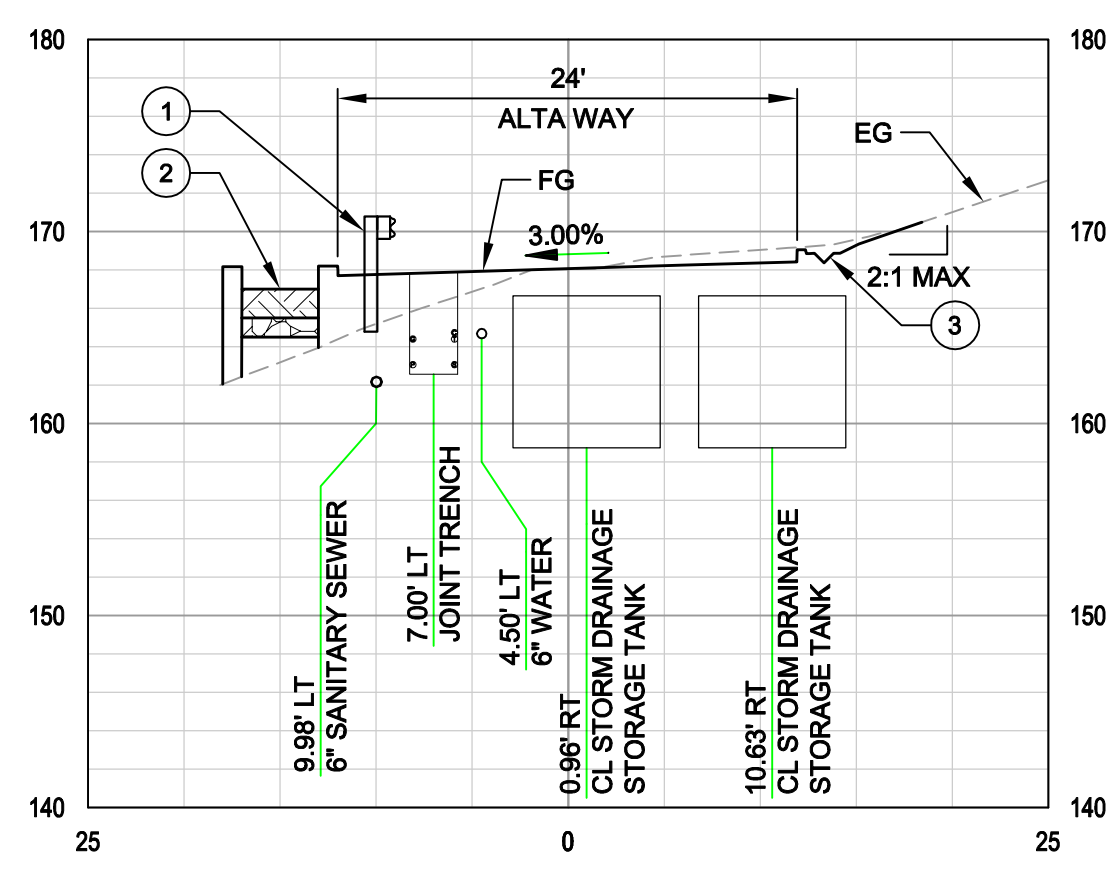 180
180
24'
ALTA WAY
1
EG
2
FG
170
3.00%
170
2:1 MAX
3
160
160
9.98' LT
6" SANITARY SEWER
7.00' LT
JOINT TRENCH
4.50' LT
6" WATER
0.96' RT
CL STORM DRAINAGE
STORAGE TANK
10.63' RT
CL STORM DRAINAGE
STORAGE TANK
150
150
140
140
25
0
25